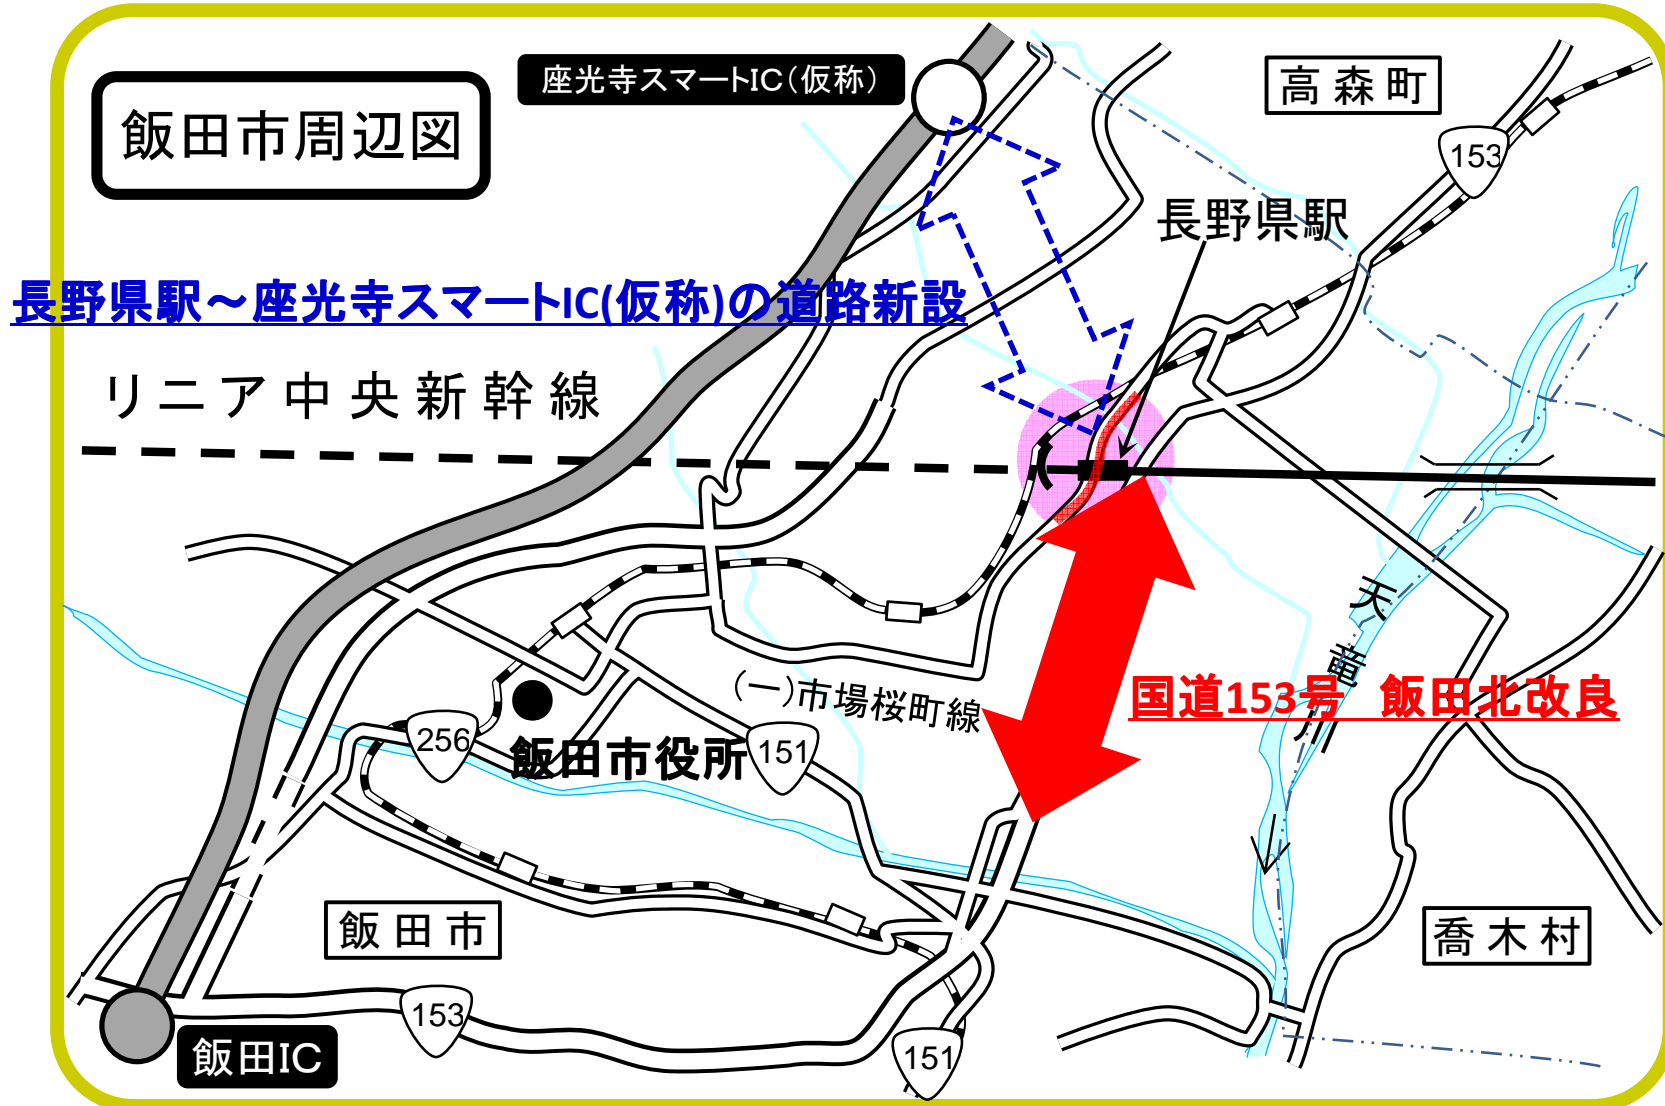 座光寺スマートIC（仮称）
高森町
飯田市周辺図
153
長野県駅
長野県駅～座光寺スマートIC(仮称)の道路新設
リニア中央新幹線
天竜川
(一)市場桜町線
国道153号　飯田北改良
256
飯田市役所
151
飯田市
喬木村
153
飯田IC
151